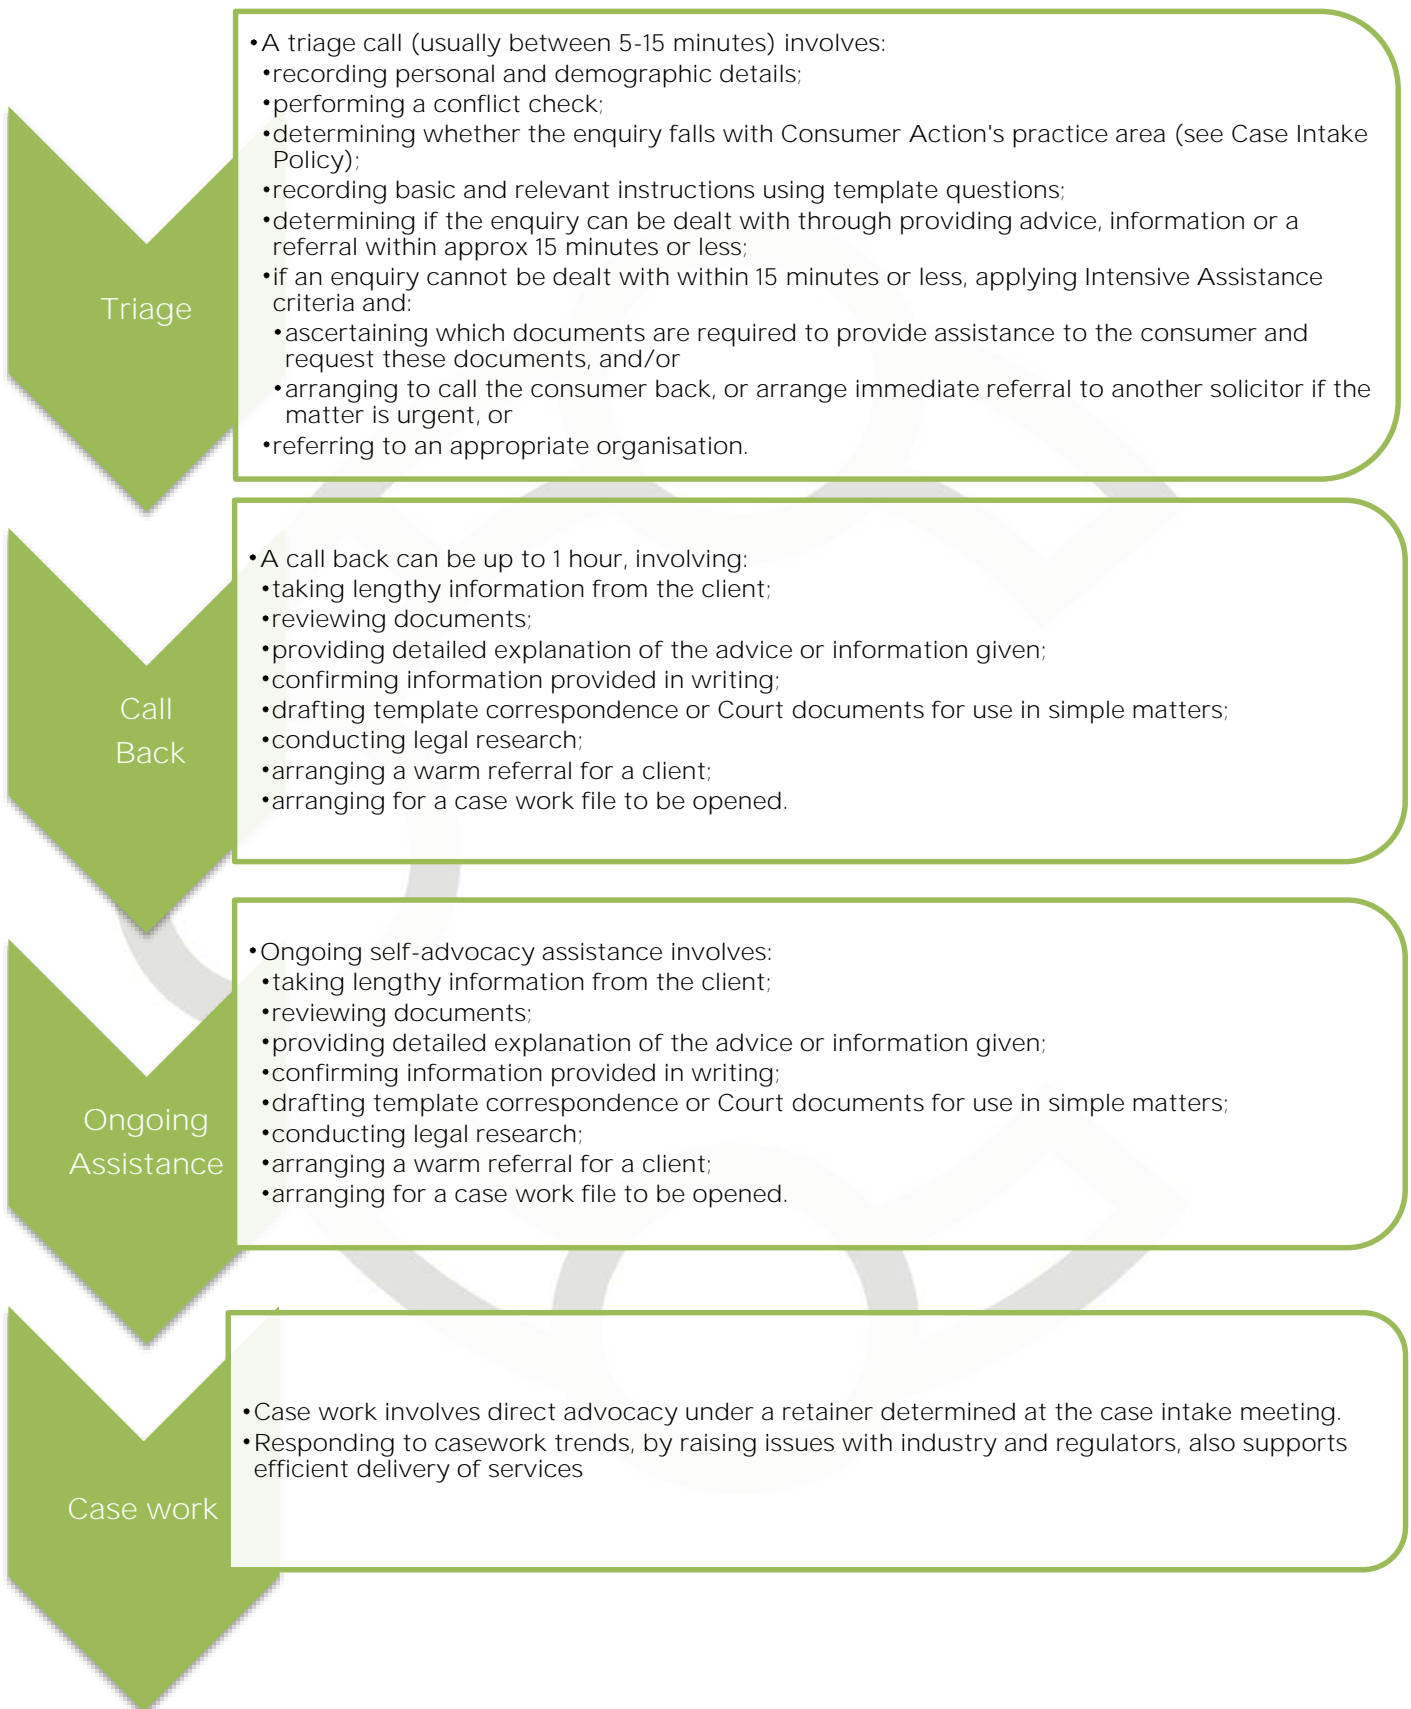 •A triage call (usually between 5-15 minutes) involves:
•recording personal and demographic details;
•performing a conflict check;
•determining whether the enquiry falls with Consumer Action's practice area (see Case Intake
Policy);
•recording basic and relevant instructions using template questions;
•determining if the enquiry can be dealt with through providing advice, information or a
referral within approx 15 minutes or less;
•if an enquiry cannot be dealt with within 15 minutes or less, applying Intensive Assistance
criteria and:
•ascertaining which documents are required to provide assistance to the consumer and
request these documents, and/or
•arranging to call the consumer back, or arrange immediate referral to another solicitor if the
matter is urgent, or
•referring to an appropriate organisation.
Triage
•A call back can be up to 1 hour, involving:
•taking lengthy information from the client;
•reviewing documents;
•providing detailed explanation of the advice or information given;
•confirming information provided in writing;
•drafting template correspondence or Court documents for use in simple matters;
•conducting legal research;
•arranging a warm referral for a client;
•arranging for a case work file to be opened.
Call
Back
•Ongoing self-advocacy assistance involves:
•taking lengthy information from the client;
•reviewing documents;
•providing detailed explanation of the advice or information given;
•confirming information provided in writing;
•drafting template correspondence or Court documents for use in simple matters;
•conducting legal research;
•arranging a warm referral for a client;
•arranging for a case work file to be opened.
Ongoing
Assistance
•Case work involves direct advocacy under a retainer determined at the case intake meeting.
•Responding to casework trends, by raising issues with industry and regulators, also supports
efficient delivery of services
Case work